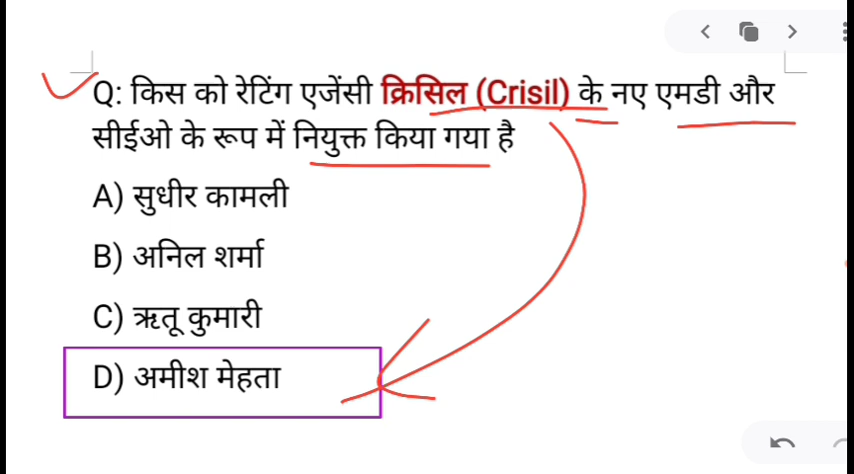 Q: किस को रेटिंग एजेंसी क्रिसिल (Crisil) के नए एमडी और
सीईओ के रूप में नियुक्त किया गया है
A) सुधीर कामली
B) अनिल शर्मा
C) ऋतू कुमारी
D) अमीश मेहता